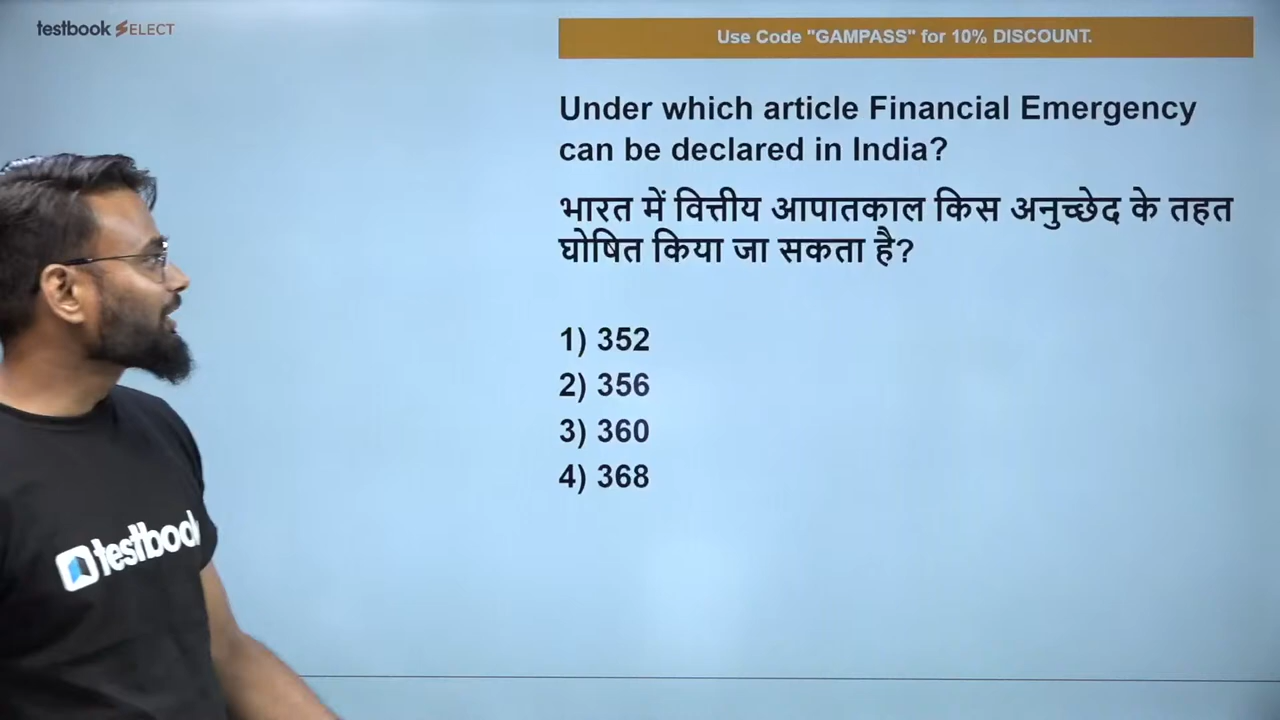 testbook SELECT
Use Code "GAMPASS" for 10% DISCOUNT.
Under which article Financial Emergency
can be declared in India?
भारत में वित्तीय आपातकाल किस अनुच्छेद के तहत
घोषित किया जा सकता है?
1) 352
2) 356
3) 360
4) 368
testbook